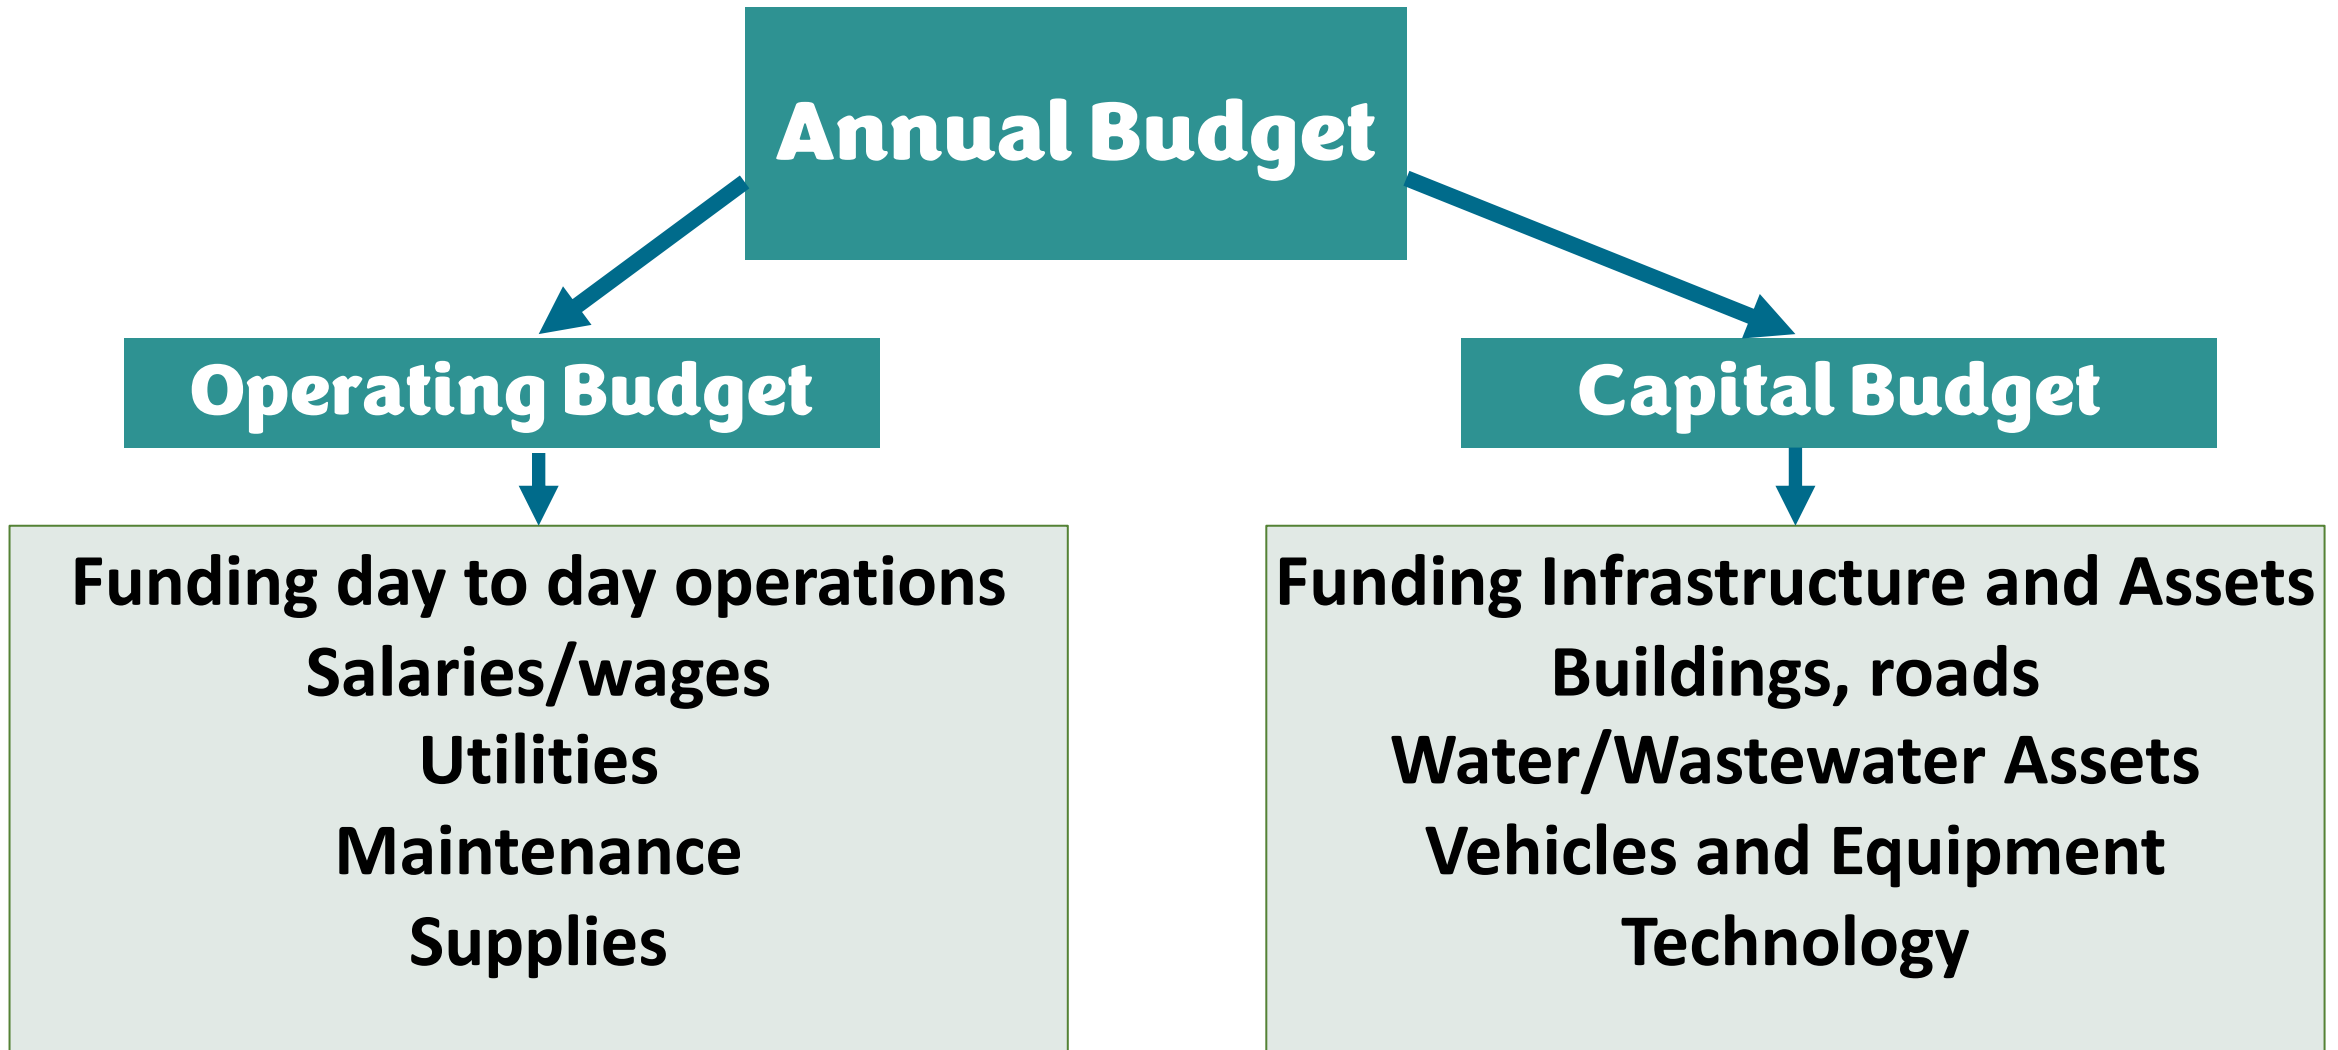 Annual Budget
Operating Budget
Capital Budget
Funding day to day operations
Salaries/wages
Utilities
Maintenance
Supplies
Funding Infrastructure and Assets
Buildings, roads
Water/Wastewater Assets
Vehicles and Equipment
Technology